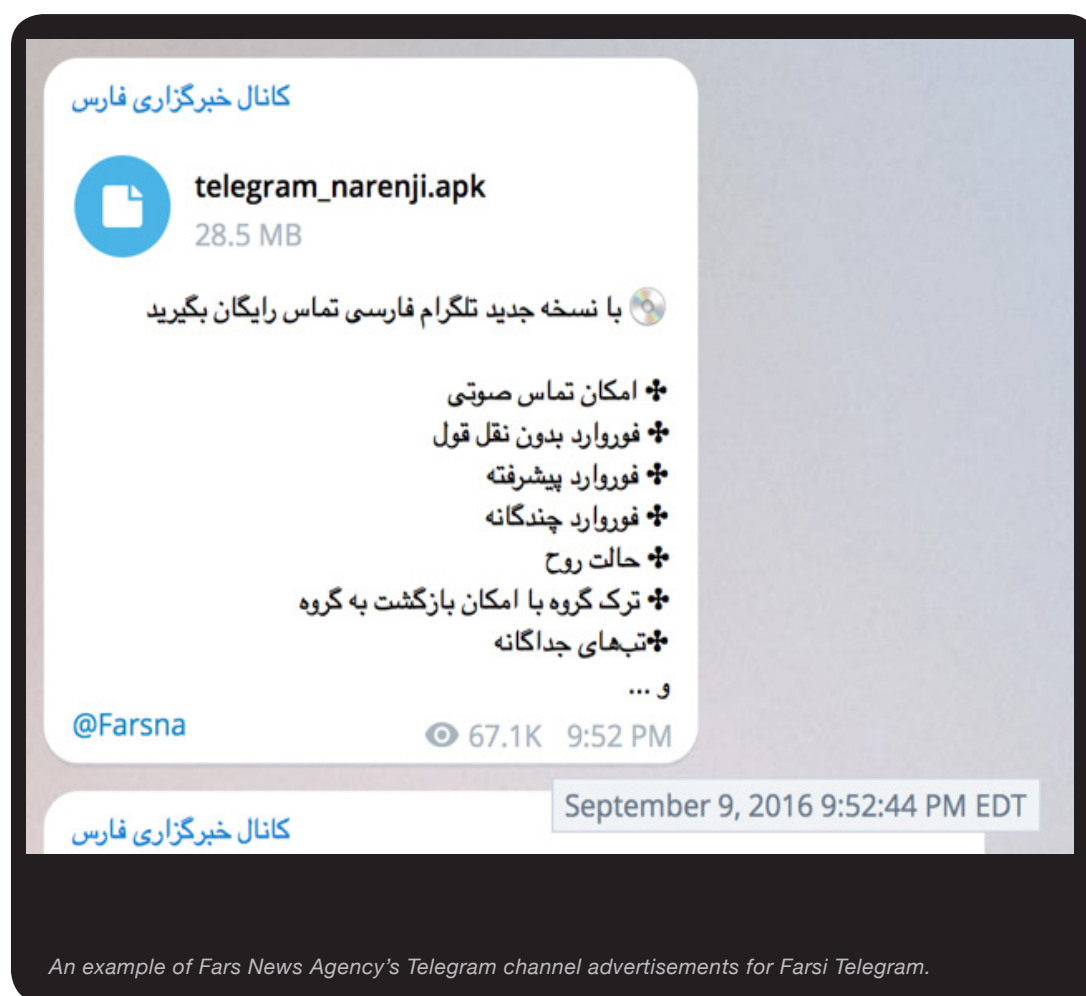 کانال خبرگزاری فارس
telegram_narenji.apk
28.5 MB
با نسخه جدید تلگرام فارسی تماس رایگان بگیرید
✤ امکان تماس صوتی
✤ فوروارد بدون نقل قول
✤ فوروارد پیشرفته
✤ فوروارد چندگانه
✤ حالت روح
✤ ترک گروه با امکان بازگشت به گروه
✤تب‌های جداگانه
و ...
@Farsna 67.1K 9:52 PM
September 9, 2016 9:52:44 PM EDT
کانال خبرگزاری فارس
An example of Fars News Agency’s Telegram channel advertisements for Farsi Telegram.